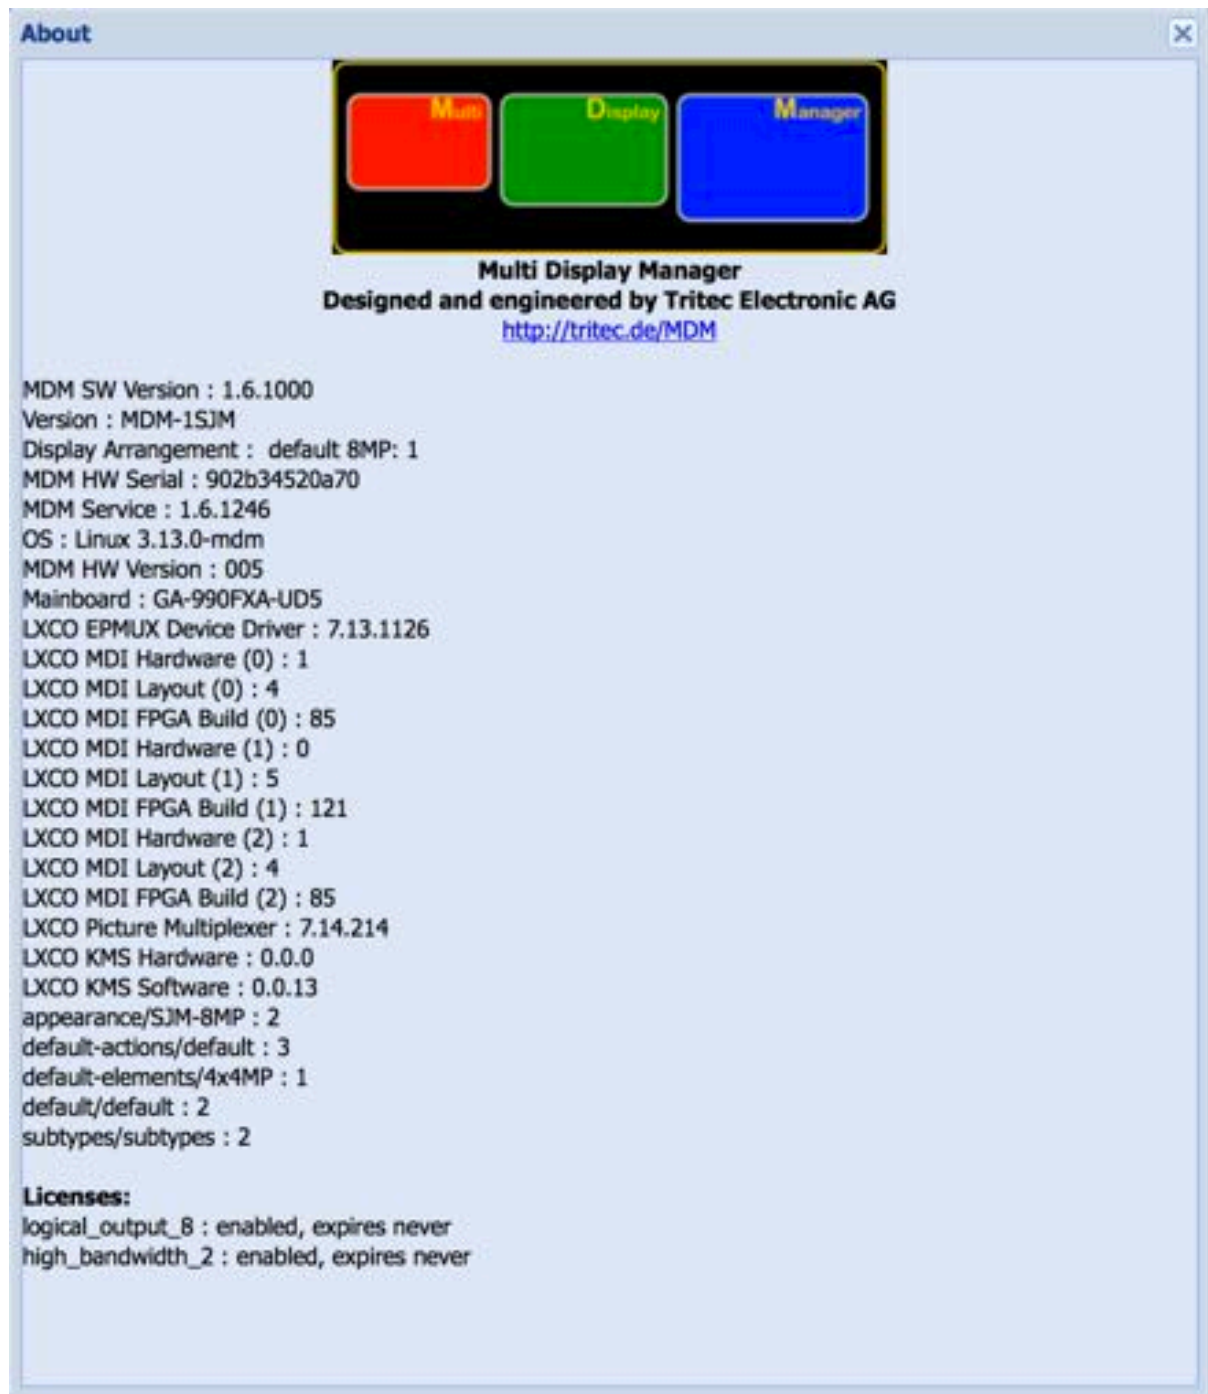 About
Multi Display Manager
Multi Display Manager
Designed and engineered by Tritec Electronic AG
http://tritec.de/MDM
MDM SW Version : 1.6.1000
Version : MDM-1SJM
Display Arrangement :  default 8MP: 1
MDM HW Serial : 902b34520a70
MDM Service : 1.6.1246
OS : Linux 3.13.0-mdm
MDM HW Version : 005
Mainboard : GA-990FXA-UD5
LXCO EPMUX Device Driver : 7.13.1126
LXCO MDI Hardware (0) : 1
LXCO MDI Layout (0) : 4
LXCO MDI FPGA Build (0) : 85
LXCO MDI Hardware (1) : 0
LXCO MDI Layout (1) : 5
LXCO MDI FPGA Build (1) : 121
LXCO MDI Hardware (2) : 1
LXCO MDI Layout (2) : 4
LXCO MDI FPGA Build (2) : 85
LXCO Picture Multiplexer : 7.14.214
LXCO KMS Hardware : 0.0.0
LXCO KMS Software : 0.0.13
appearance/SJM-8MP : 2
default-actions/default : 3
default-elements/4x4MP : 1
default/default : 2
subtypes/subtypes : 2
Licenses:
logical_output_8 : enabled, expires never
high_bandwidth_2 : enabled, expires never